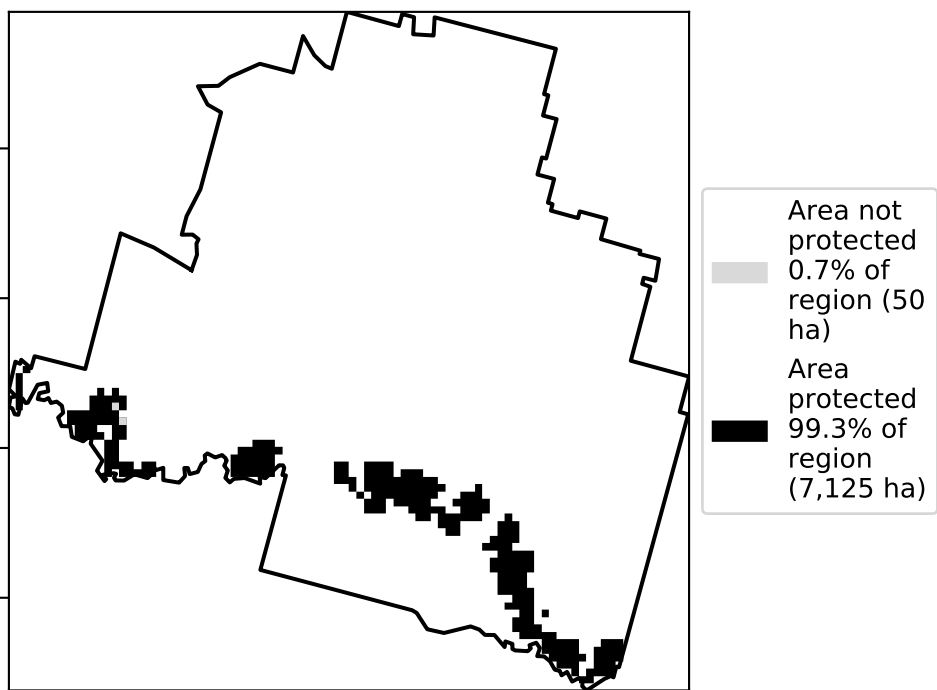 Area not
protected
0.7% of
region (50
ha)
Area
protected
99.3% of
region
(7,125 ha)